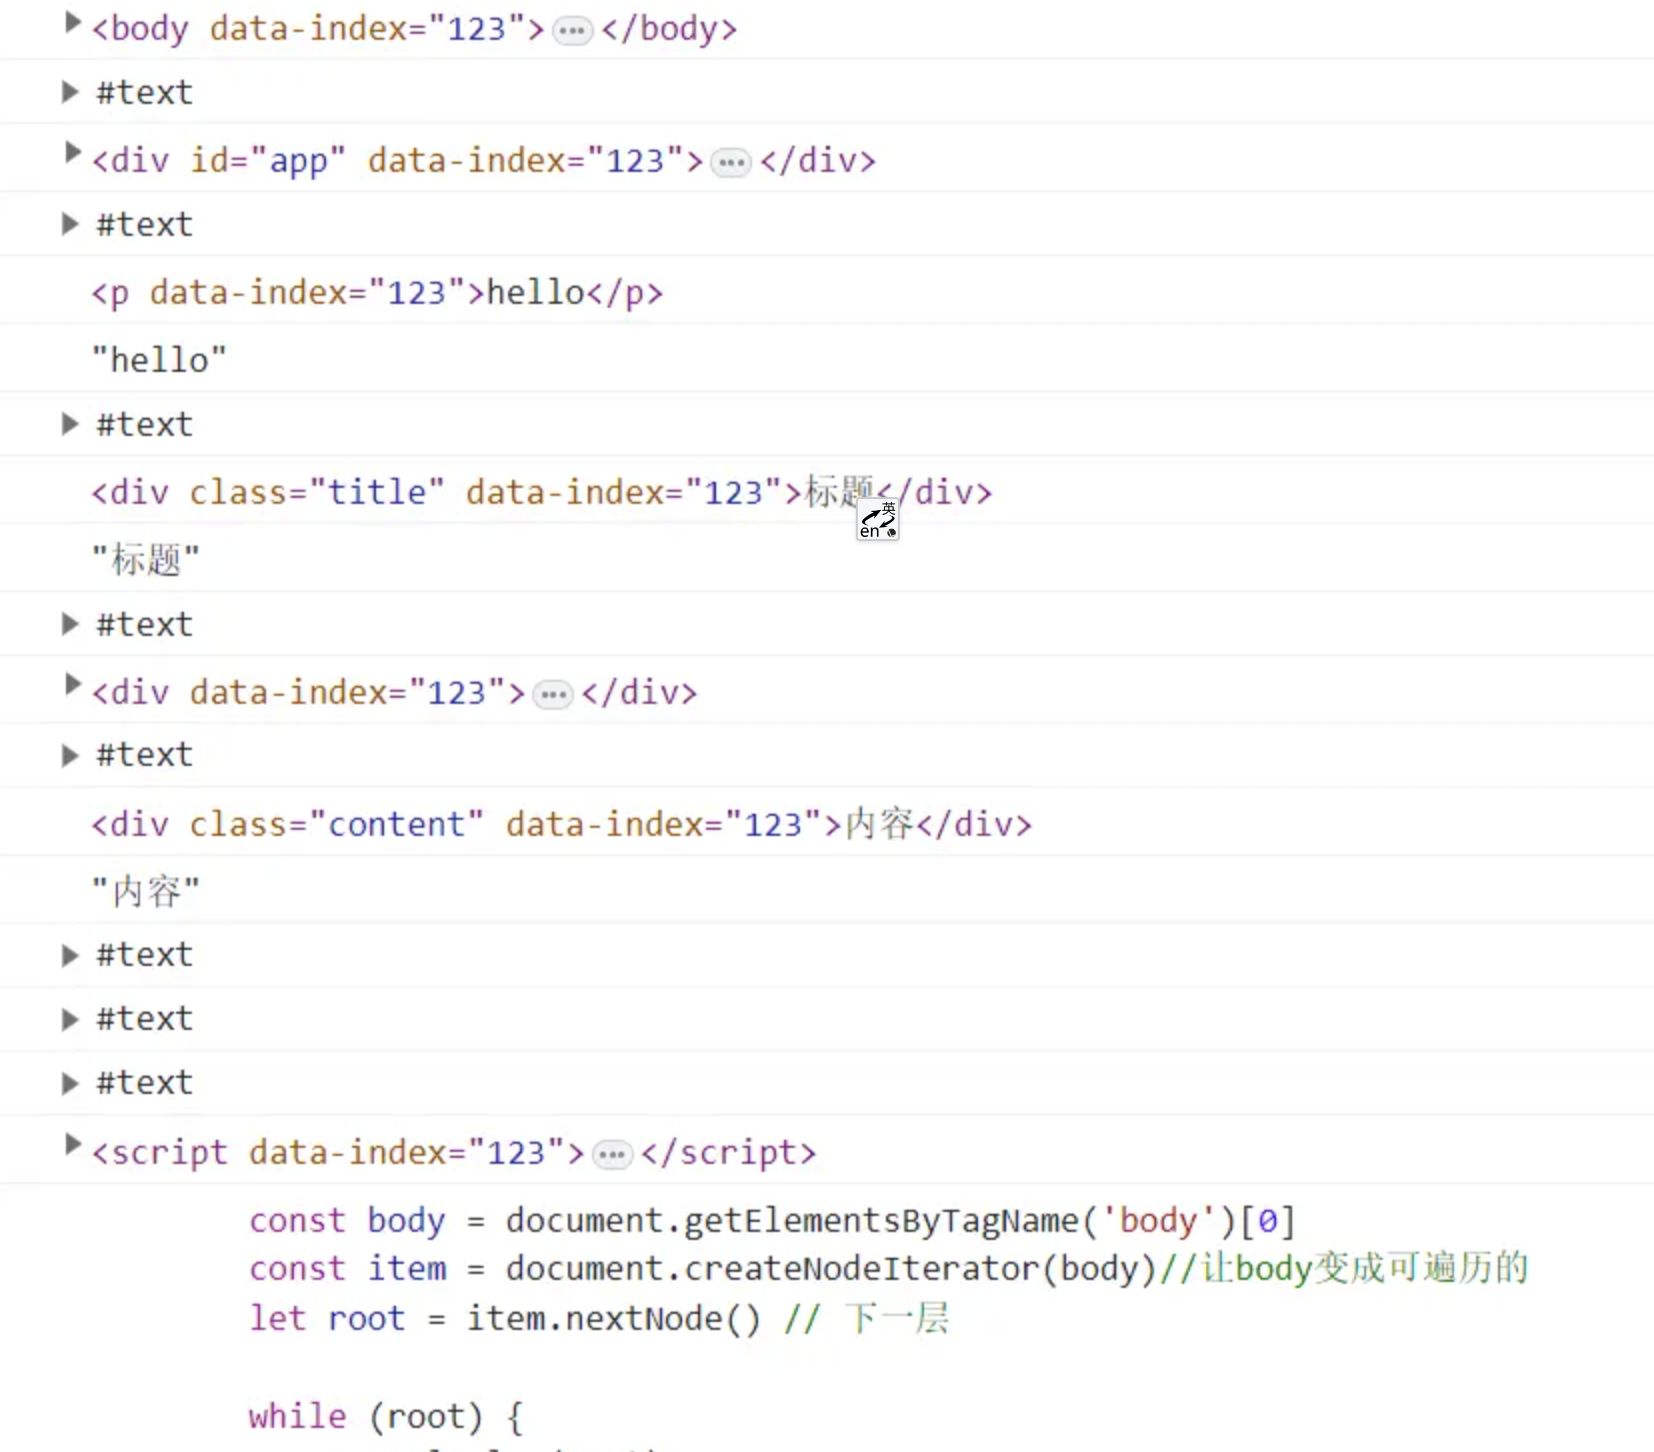 <body data-index="123">…</body>
#text
<div id="app" data-index="123">…</div>
#text
<p data-index="123">hello</p>
"hello"
#text
<div class="title" data-index="123">标题</div>
英
en
"标题"
#text
<div data-index="123">…</div>
#text
<div class="content" data-index="123">内容</div>
"内容"
#text
#text
#text
<script data-index="123">…</script>
const body = document.getElementsByTagName('body')[0]
const item = document.createNodeIterator(body)//让body变成可遍历的
let root = item.nextNode() // 下一层
while (root) {